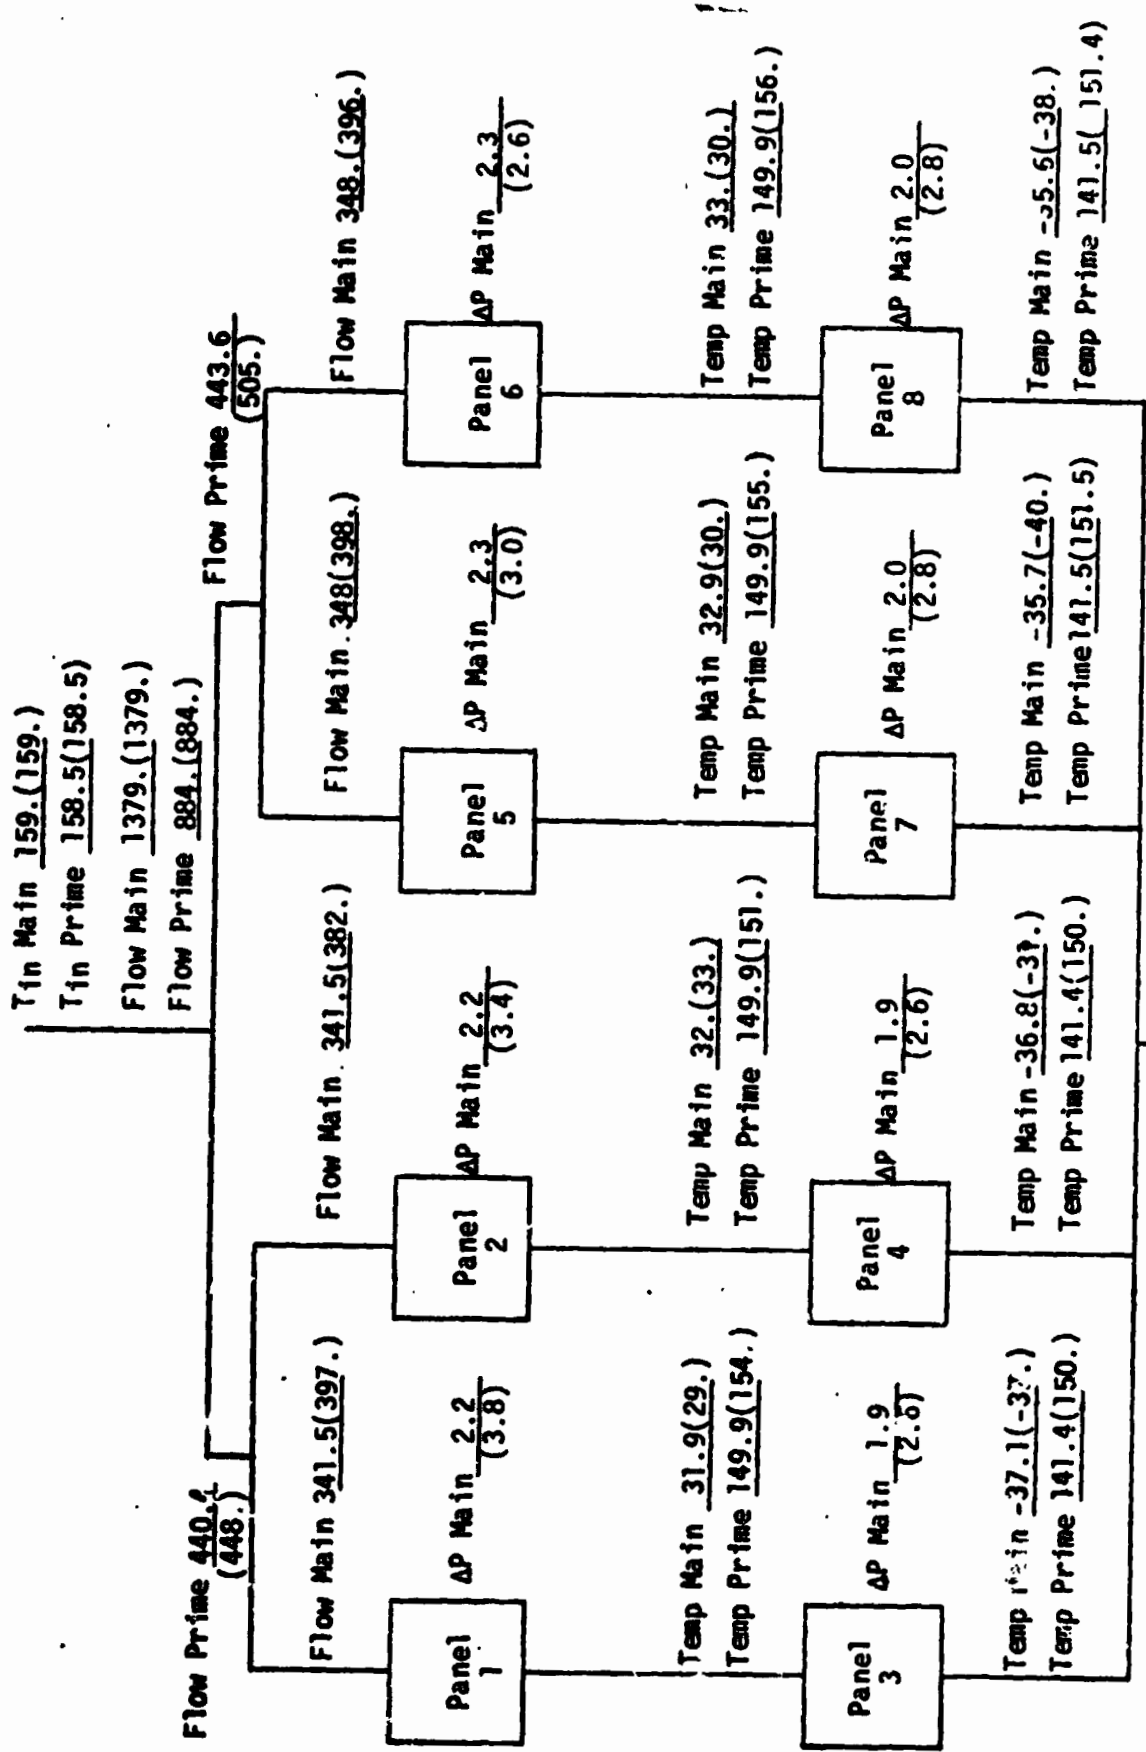 Tin Main 159.(159.)
Tin Prime 158.5(158.5)
Flow Main 1379.(1379.)
Flow Prime 884.(884.)
Flow Prime
(448.)
Flow Prime 443.6
(505.)
Flow Main 341.5(397.)
Flow Main 341.5(382.)
Flow Main 348(398.)
Flow Main 348.(396.)
Panel
1
ΔP Main 2.2
(3.8)
Panel
2
ΔP Main 2.2
(3.4)
Panel
5
ΔP Main 2.3
(3.0)
Panel
6
ΔP Main 2.3
(2.6)
Temp Main 31.9(29.)
Temp Prime 149.9(154.)
Temp Main 32.(33.)
Temp Prime 149.9(151.)
Temp Main 32.9(30.)
Temp Prime 149.9(155.)
Temp Main 33.(30.)
Temp Prime 149.9(156.)
Panel
3
ΔP Main 1.9
Panel
4
ΔP Main 1.9
(2.6)
Panel
7
ΔP Main 2.0
(2.8)
Panel
8
ΔP Main 2.0
(2.8)
Temp
Temp Prime 141.4(150.)
Temp Main
Temp Prime 141.4(150.)
Temp Main -35.7(-40.)
Temp Prime 141.5(151.5)
Temp Main
Temp Prime 141.5(151.4)